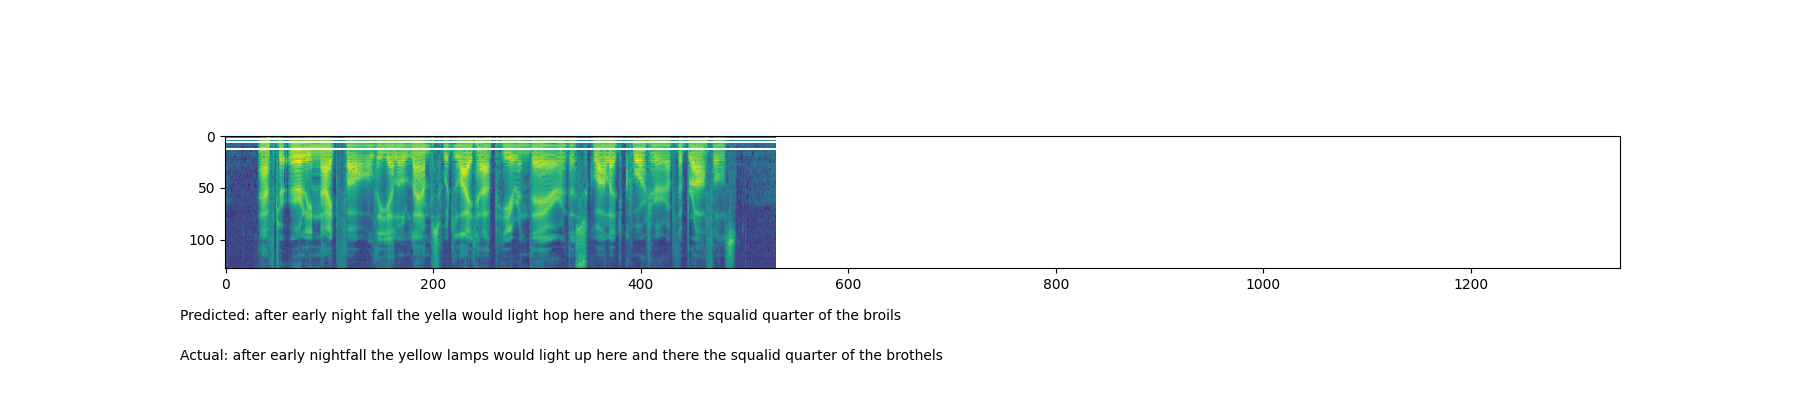 0
50
100
0 200 400 600 800 1000 1200
Predicted: after early night fall the yella would light hop here and there the squalid quarter of the broils
Actual: after early nightfall the yellow lamps would light up here and there the squalid quarter of the brothels